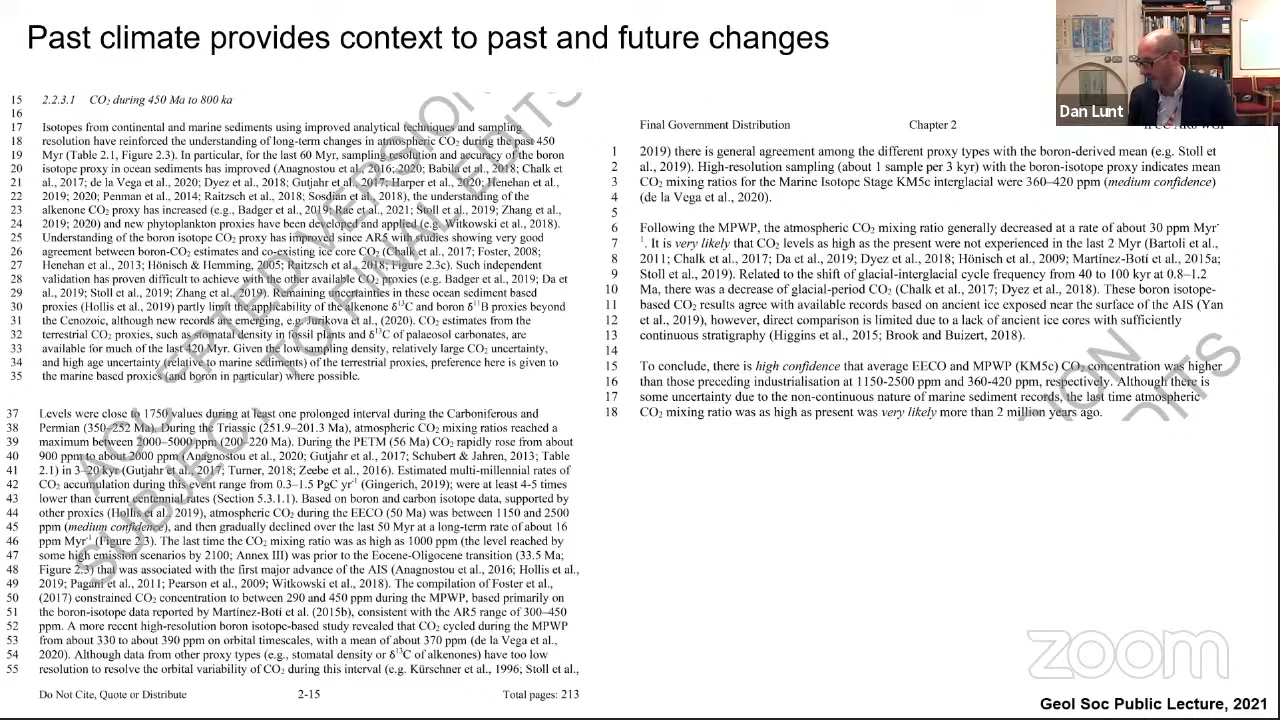 Past climate provides context to past and future changes
Dan Lunt
15 2.2.3.1 CO₂ during 450 Ma to 800 ka
16
17 Isotopes from continental and marine sediments using improved analytical techniques and sampling
18 resolution have reinforced the understanding of long-term changes in atmospheric CO₂ during the past 450
19 Myr (Table 2.1, Figure 2.3). In particular, for the last 60 Myr, sampling resolution and accuracy of the boron
20 isotope proxy in ocean sediments has improved (Anagnostou et al., 2016; 2020; Babila et al., 2018; Chalk et
21 al., 2017; de la Vega et al., 2020; Dyez et al., 2018; Gutjahr et al., 2017; Harper et al., 2020; Henehan et al.,
22 2019; 2020; Penman et al., 2014; Raitzsch et al., 2018; Sosdian et al., 2018), the understanding of the
23 alkenone CO₂ proxy has increased (e.g., Badger et al., 2019; Rae et al., 2021; Stoll et al., 2019; Zhang et al.,
24 2019; 2020) and new phytoplankton proxies have been developed and applied (e.g. Witkowski et al., 2018).
25 Understanding of the boron isotope CO₂ proxy has improved since AR5 with studies showing very good
26 agreement between boron-CO₂ estimates and co-existing ice core CO₂ (Chalk et al., 2017; Foster, 2008;
27 Henehan et al., 2013; Hönisch & Hemming, 2005; Raitzsch et al., 2018; Figure 2.3c). Such independent
28 validation has proven difficult to achieve with other available CO₂ proxies (e.g., Badger et al., 2019; Da et
29 al., 2019; Stoll et al., 2019; Zhang et al., 2019). Remaining uncertainties in these ocean sediment based
30 proxies (Hollis et al., 2019) partly limit the applicability of the alkenone δ¹³C and boron δ¹¹B proxies beyond
31 the Cenozoic, although new records are emerging, e.g. Jurikova et al., (2020). CO₂ estimates from the
32 terrestrial CO₂ proxies, such as stomatal density in fossil plants and δ¹³C of palaeosol carbonates, are
33 available for much of the last 420 Myr. Given the low sampling density, relatively large CO₂ uncertainty,
34 and high age uncertainty (relative to marine sediments) of the terrestrial proxies, preference here is given to
35 the marine based proxies (and boron in particular) where possible.
37 Levels were close to 1750 values during at least one prolonged interval during the Carboniferous and
38 Permian (350–252 Ma). During the Triassic (251.9–201.3 Ma), atmospheric CO₂ mixing ratios reached a
39 maximum between 2000–5000 ppm (200–220 Ma). During the PETM (56 Ma) CO₂ rapidly rose from about
40 900 ppm to about 2000 ppm (Anagnostou et al., 2020; Gutjahr et al., 2017; Schubert & Jahren, 2013; Table
41 2.1) in 3–20 kyr (Gutjahr et al., 2017; Turner, 2018; Zeebe et al., 2016). Estimated multi-millennial rates of
42 CO₂ accumulation during this event range from 0.3–1.5 PgC yr⁻¹ (Gingerich, 2019); were at least 4-5 times
43 lower than current centennial rates (Section 5.3.1.1). Based on boron and carbon isotope data, supported by
44 other proxies (Hollis et al., 2019), atmospheric CO₂ during the EECO (50 Ma) was between 1150 and 2500
45 ppm (medium confidence), and then gradually declined over the last 50 Myr at a long-term rate of about 16
46 ppm Myr⁻¹ (Figure 2.3). The last time the CO₂ mixing ratio was as high as 1000 ppm (the level reached by
47 some high emission scenarios by 2100; Annex III) was prior to the Eocene-Oligocene transition (33.5 Ma;
48 Figure 2.3) that was associated with the first major advance of the AIS (Anagnostou et al., 2016; Hollis et al.,
49 2019; Pagani et al., 2011; Pearson et al., 2009; Witkowski et al., 2018). The compilation of Foster et al.,
50 (2017) constrained CO₂ concentration to between 290 and 450 ppm during the MPWP, based primarily on
51 the boron-isotope data reported by Martínez-Botí et al. (2015b), consistent with the AR5 range of 300–450
52 ppm. A more recent high-resolution boron isotope-based study revealed that CO₂ cycled during the MPWP
53 from about 330 to about 390 ppm on orbital timescales, with a mean of about 370 ppm (de la Vega et al.,
54 2020). Although data from other proxy types (e.g., stomatal density or δ¹³C of alkenones) have too low
55 resolution to resolve the orbital variability of CO₂ during this interval (e.g. Kürschner et al., 1996; Stoll et al.,
Do Not Cite, Quote or Distribute 2-15 Total pages: 213
Final Government Distribution Chapter 2
1 2019) there is general agreement among the different proxy types with the boron-derived mean (e.g. Stoll et
2 al., 2019). High-resolution sampling (about 1 sample per 3 kyr) with the boron-isotope proxy indicates mean
3 CO₂ mixing ratios for the Marine Isotope Stage KM5c interglacial were 360–420 ppm (medium confidence)
4 (de la Vega et al., 2020).
5
6 Following the MPWP, the atmospheric CO₂ mixing ratio generally decreased at a rate of about 30 ppm Myr⁻
7 ¹. It is very likely that CO₂ levels as high as the present were not experienced in the last 2 Myr (Bartoli et al.,
8 2011; Chalk et al., 2017; Da et al., 2019; Dyez et al., 2018; Hönisch et al., 2009; Martínez-Botí et al., 2015a;
9 Stoll et al., 2019). Related to the shift of glacial-interglacial cycle frequency from 40 to 100 kyr at 0.8–1.2
10 Ma, there was a decrease of glacial-period CO₂ (Chalk et al., 2017; Dyez et al., 2018). These boron isotope-
11 based CO₂ results agree with available records based on ancient ice exposed near the surface of the AIS (Yan
12 et al., 2019), however, direct comparison is limited due to a lack of ancient ice cores with sufficiently
13 continuous stratigraphy (Higgins et al., 2015; Brook and Buizert, 2018).
14
15 To conclude, there is high confidence that average EECO and MPWP (KM5c) CO₂ concentration was higher
16 than those preceding industrialisation at 1150-2500 ppm and 360-420 ppm, respectively. Although there is
17 some uncertainty due to the non-continuous nature of marine sediment records, the last time atmospheric
18 CO₂ mixing ratio was as high as present was very likely more than 2 million years ago.
ACCEPTED VERSION
SUBJECT TO FINAL EDITS
zoom
Geol Soc Public Lecture, 2021